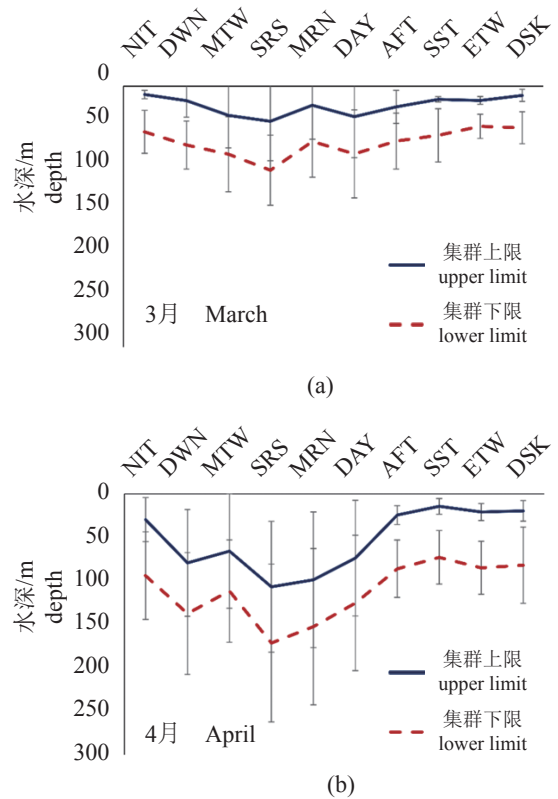 NIT DWN MTW SRS MRN DAY AFT SST ETW DSK
0
50
100
150
200
250
300
水深/m
depth
集群上限
upper limit
集群下限
lower limit
3月 March
(a)
NIT DWN MTW SRS MRN DAY AFT SST ETW DSK
0
50
100
150
200
250
300
水深/m
depth
集群上限
upper limit
集群下限
lower limit
4月 April
(b)